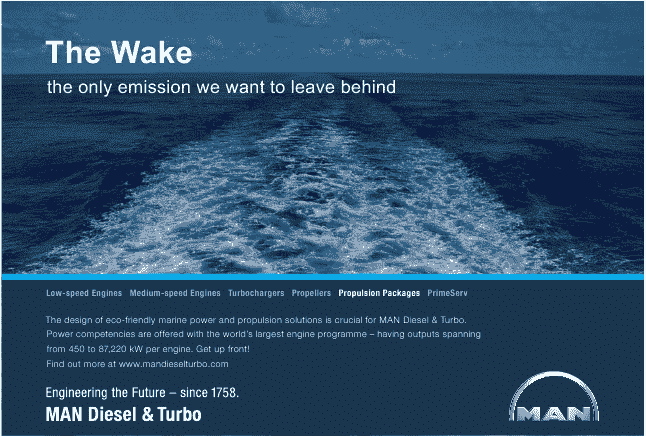 The Wake
the only emission we want to leave behind
Low-speed Engines Medium-speed Engines Turbochargers Propellers Propulsion Packages PrimeServ
The design of eco-friendly marine power and propulsion solutions is crucial for MAN Diesel & Turbo.
Power competencies are offered with the world's largest engine programme – having outputs spanning
from 450 to 87,220 kW per engine. Get up front!
Find out more at www.mandieselturbo.com
Engineering the Future – since 1758.
MAN Diesel & Turbo
MAN